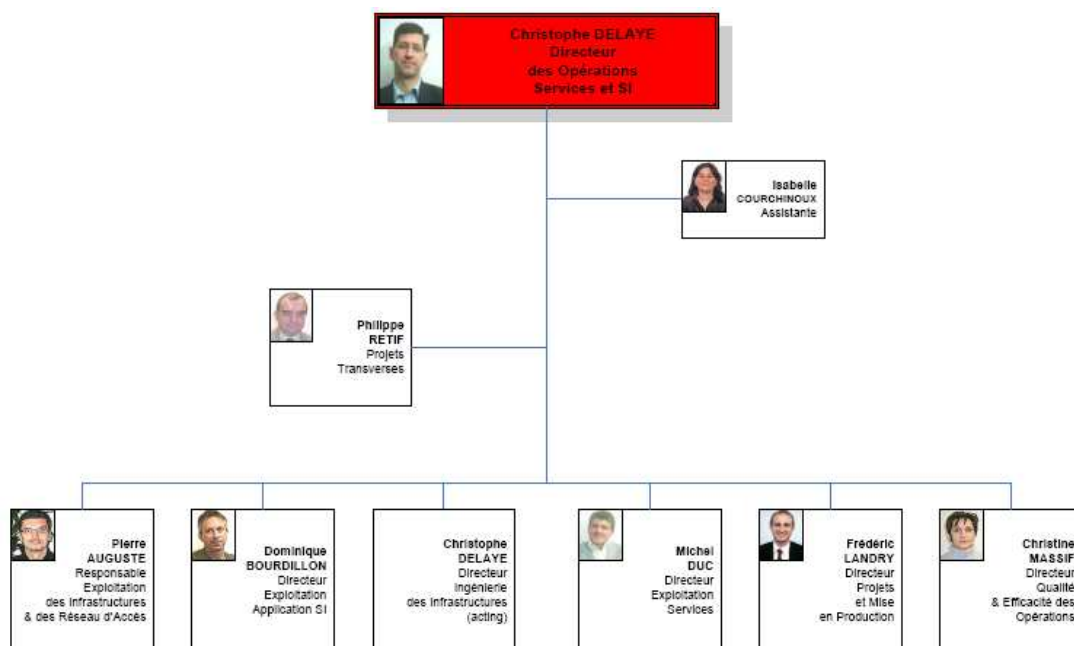 Christophe DELAYE
Directeur
des Opérations
Services et SI
Isabelle
COURCHINOUX
Assistante
Philippe
RETIF
Projets
Transverses
Pierre
AUGUSTE
Responsable
Exploitation
des Infrastructures
& des Réseau d'Accès
Dominique
BOURDILLON
Directeur
Exploitation
Application SI
Christophe
DELAYE
Directeur
Ingénierie
des Infrastructures
(acting)
Michel
DUC
Directeur
Exploitation
Services
Frédéric
LANDRY
Directeur
Projets
et Mise
en Production
Christine
MASSIF
Directeur
Qualité
& Efficacité des
Opérations